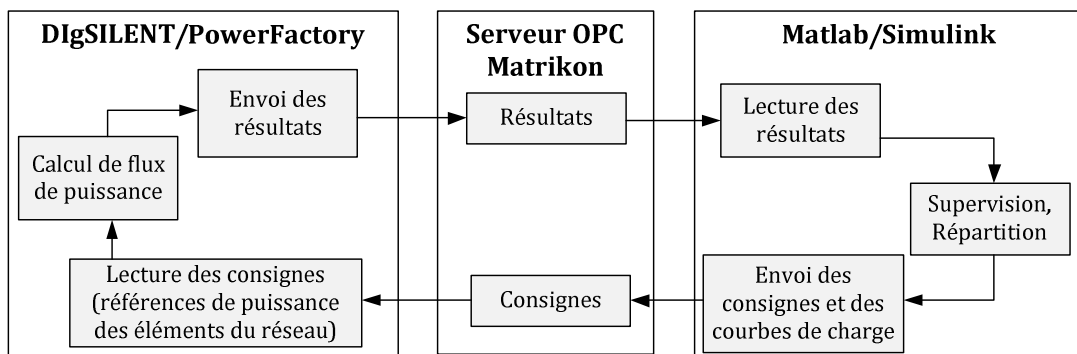 DIgSILENT/PowerFactory
Envoi des
résultats
Calcul de flux
de puissance
Lecture des consignes
(références de puissance
des éléments du réseau)
Serveur OPC
Matrikon
Résultats
Consignes
Matlab/Simulink
Lecture des
résultats
Supervision,
Répartition
Envoi des
consignes et des
courbes de charge